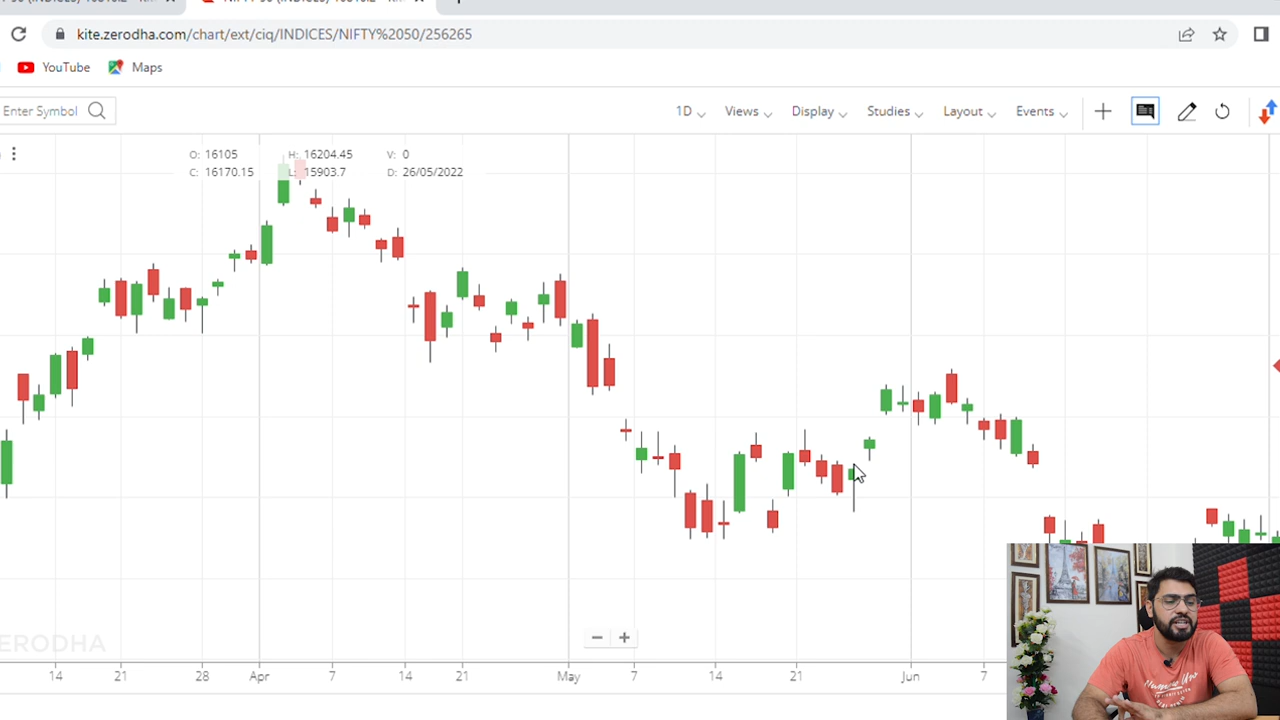 kite.zerodha.com/chart/ext/ciq/INDICES/NIFTY%2050/256265
YouTube Maps
Enter Symbol 1D Views Display Studies Layout Events
O: 16105 H: 16204.45 V: 0
C: 16170.15 L: 15903.7 D: 26/05/2022
ZERODHA
14 21 28 Apr 7 14 21 May 7 14 21 Jun 7